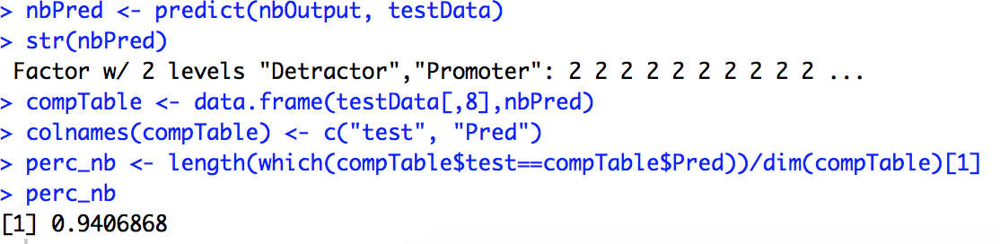 > nbPred <- predict(nbOutput, testData)
> str(nbPred)
 Factor w/ 2 levels "Detractor","Promoter": 2 2 2 2 2 2 2 2 2 2 ...
> compTable <- data.frame(testData[,8],nbPred)
> colnames(compTable) <- c("test", "Pred")
> perc_nb <- length(which(compTable$test==compTable$Pred))/dim(compTable)[1]
> perc_nb
[1] 0.9406868